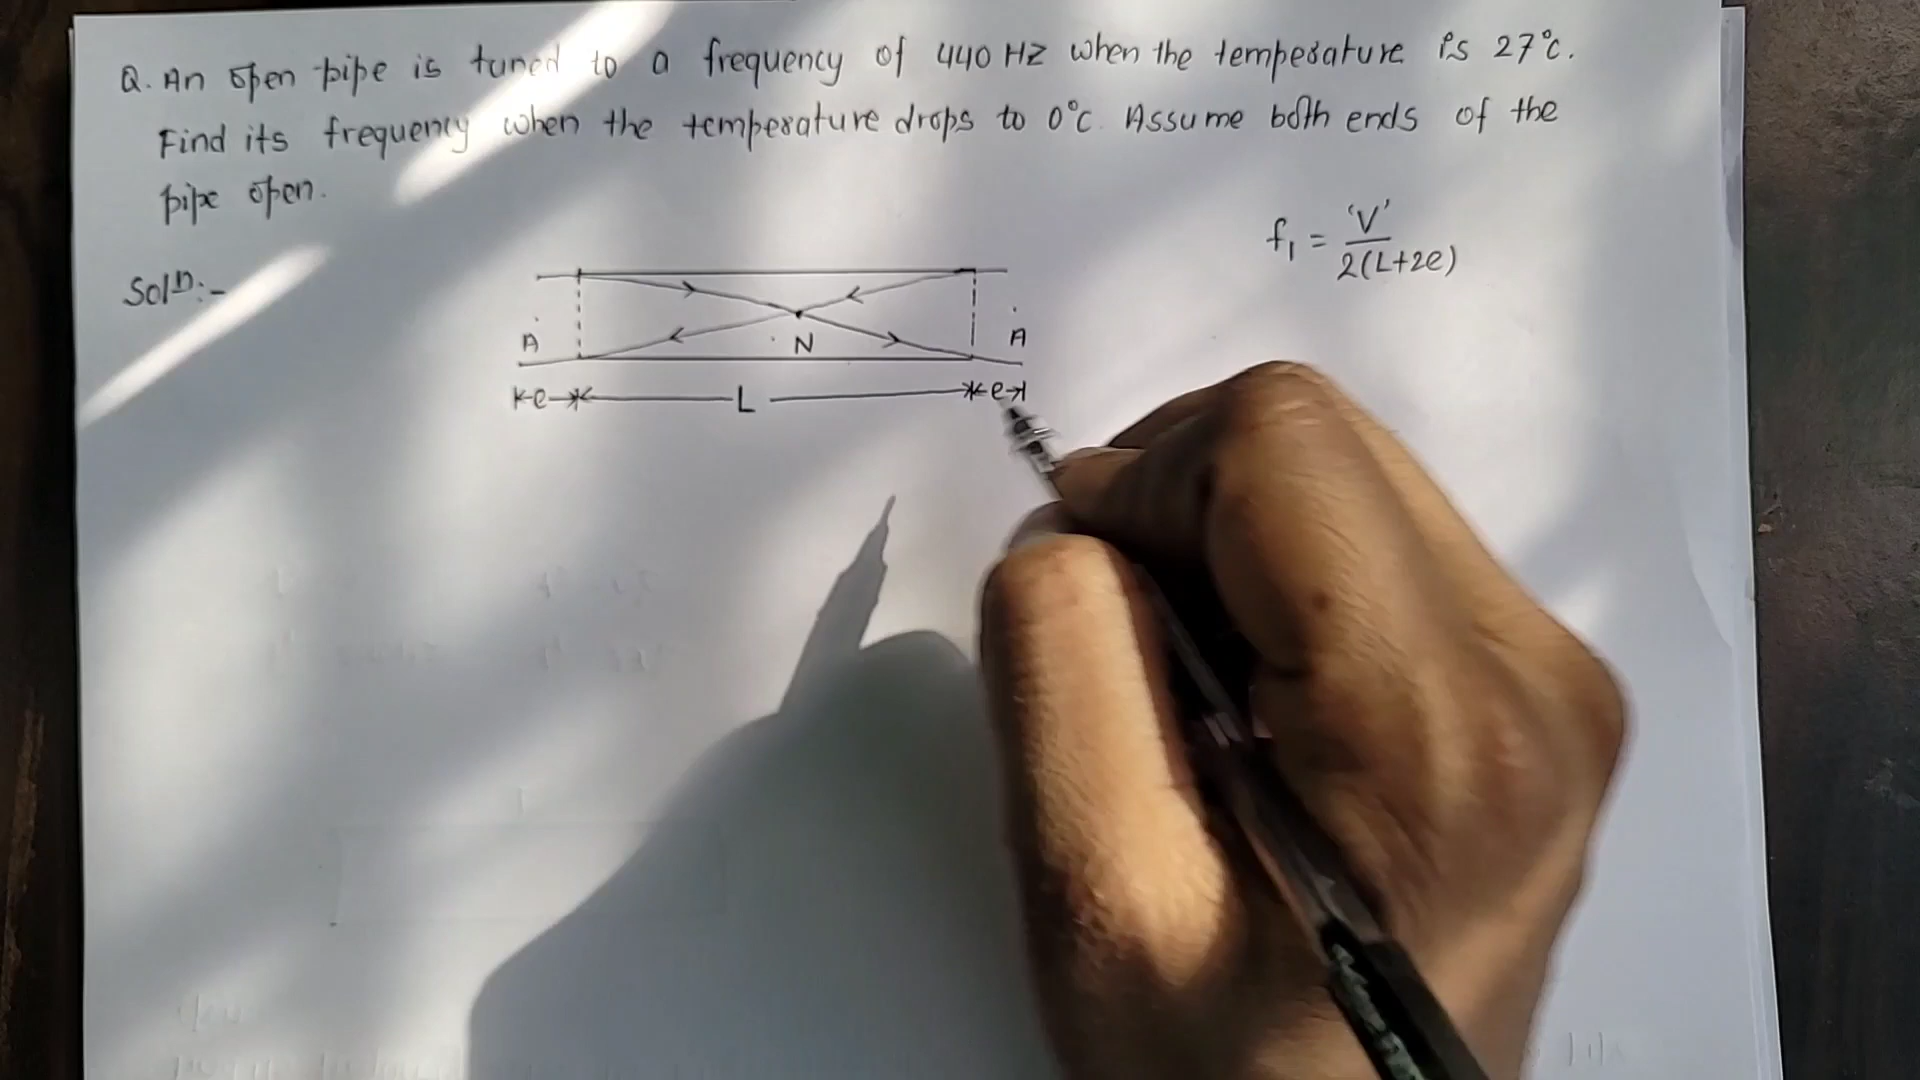 Q. An open pipe is tuned to a frequency of 440 HZ when the temperature is 27°c.
Find its frequency when the temperature drops to 0°c. Assume both ends of the
pipe open.
f₁ = 'V' / 2(L+2e)
Solⁿ:-
A N A
e L e